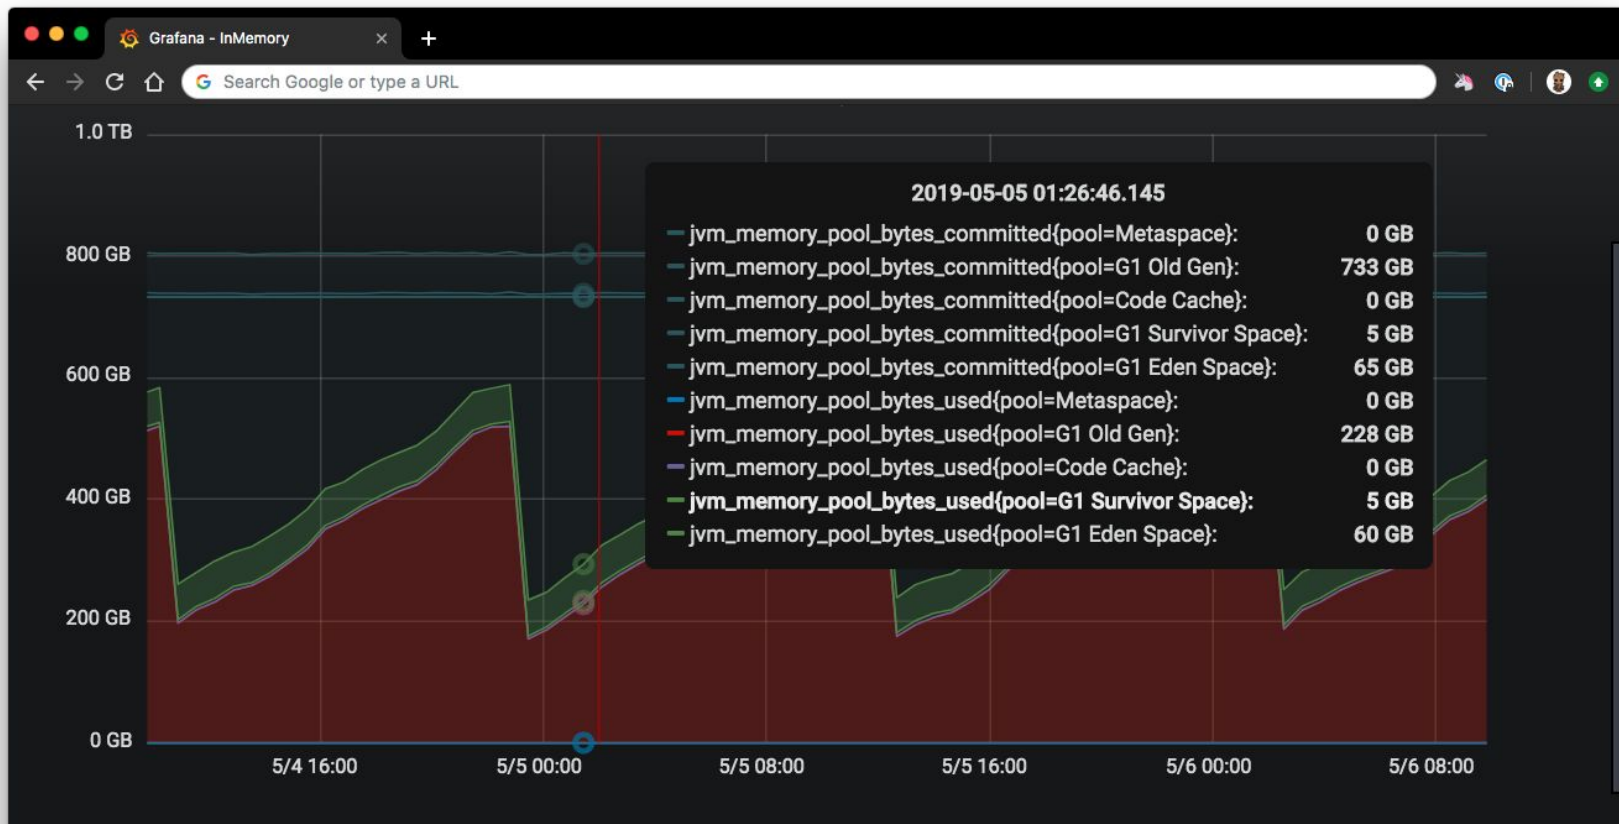 Grafana - InMemory
Search Google or type a URL
1.0 TB
800 GB
600 GB
400 GB
200 GB
0 GB
2019-05-05 01:26:46.145
jvm_memory_pool_bytes_committed{pool=Metaspace}: 0 GB
jvm_memory_pool_bytes_committed{pool=G1 Old Gen}: 733 GB
jvm_memory_pool_bytes_committed{pool=Code Cache}: 0 GB
jvm_memory_pool_bytes_committed{pool=G1 Survivor Space}: 5 GB
jvm_memory_pool_bytes_committed{pool=G1 Eden Space}: 65 GB
jvm_memory_pool_bytes_used{pool=Metaspace}: 0 GB
jvm_memory_pool_bytes_used{pool=G1 Old Gen}: 228 GB
jvm_memory_pool_bytes_used{pool=Code Cache}: 0 GB
jvm_memory_pool_bytes_used{pool=G1 Survivor Space}: 5 GB
jvm_memory_pool_bytes_used{pool=G1 Eden Space}: 60 GB
5/4 16:00 5/5 00:00 5/5 08:00 5/5 16:00 5/6 00:00 5/6 08:00